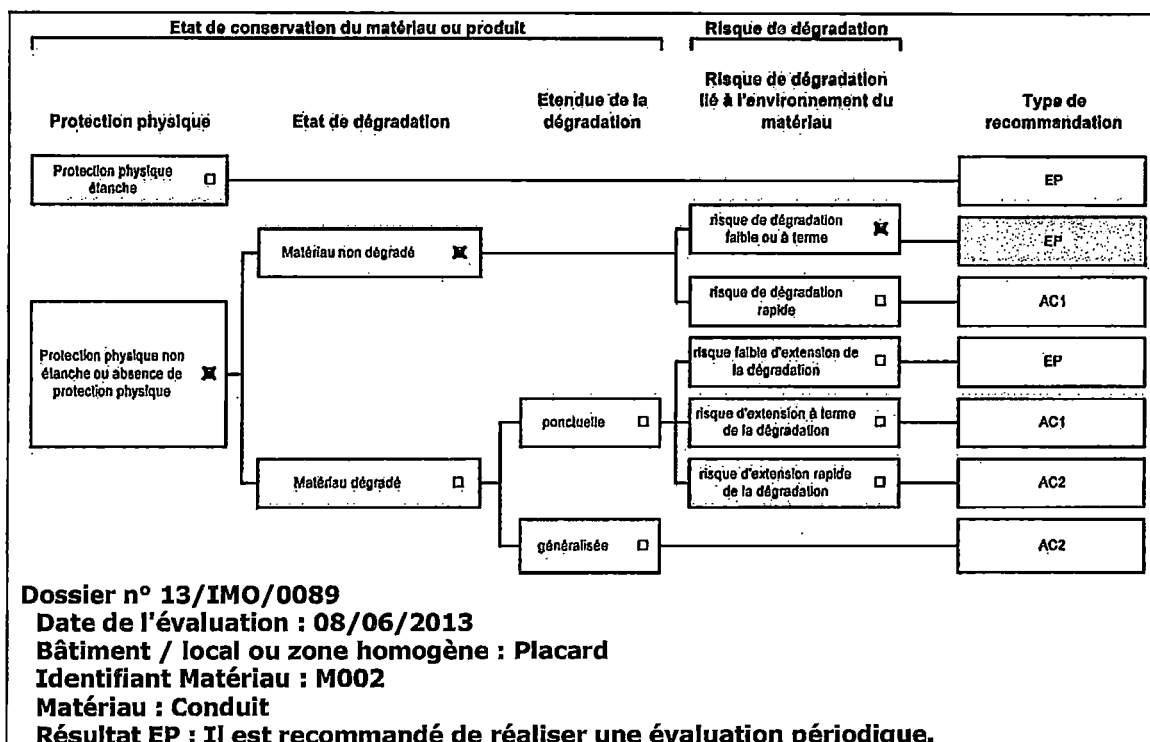 Etat de conservation du matériau ou produit
Risque de dégradation
Protection physique
Etat de dégradation
Etendue de la
dégradation
Risque de dégradation
lié à l'environnement du
matériau
Type de
recommandation
Protection physique
étanche
EP
Matériau non dégradé
risque de dégradation
faible ou à terme
EP
risque de dégradation
rapide
AC1
Protection physique non
étanche ou absence de
protection physique
risque faible d'extension de
la dégradation
EP
ponctuelle
risque d'extension à terme
de la dégradation
AC1
Matériau dégradé
risque d'extension rapide
de la dégradation
AC2
généralisée
AC2
Dossier n° 13/IMO/0089
Date de l'évaluation : 08/06/2013
Bâtiment / local ou zone homogène : Placard
Identifiant Matériau : M002
Matériau : Conduit
Résultat EP : Il est recommandé de réaliser une évaluation périodique.